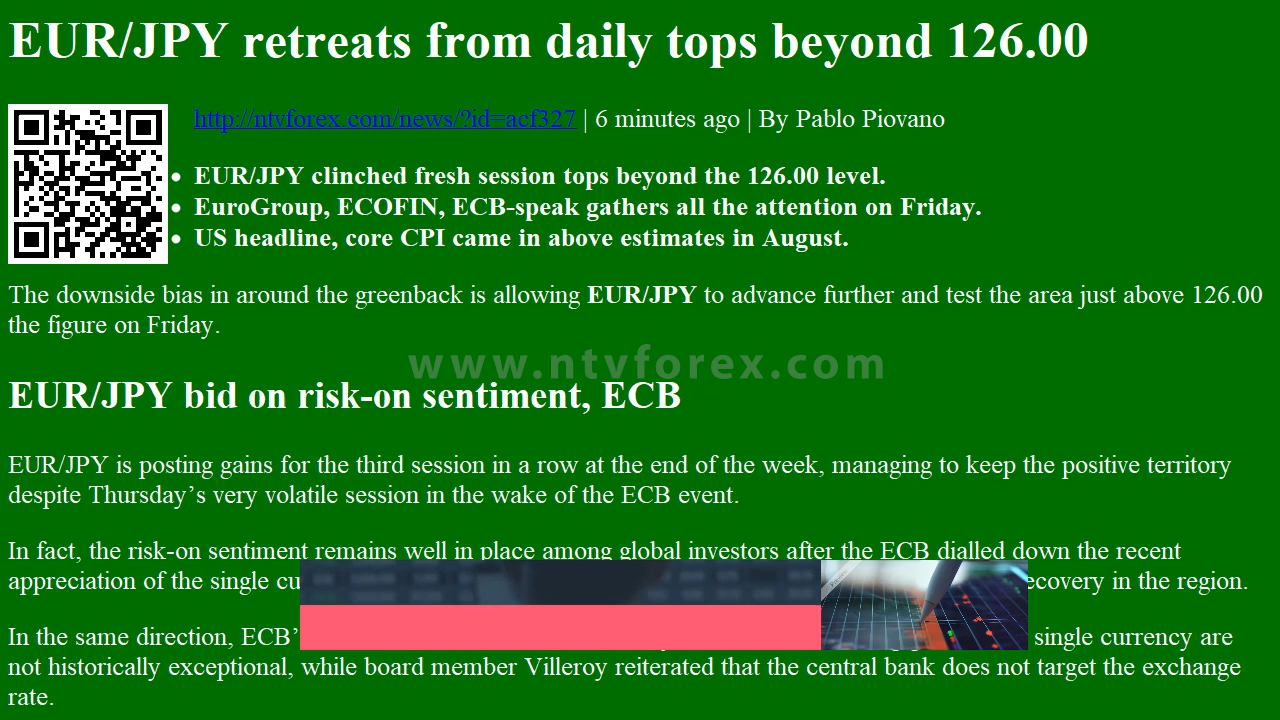 EUR/JPY retreats from daily tops beyond 126.00
http://ntvforex.com/news/?id=acf327 | 6 minutes ago | By Pablo Piovano
• EUR/JPY clinched fresh session tops beyond the 126.00 level.
• EuroGroup, ECOFIN, ECB-speak gathers all the attention on Friday.
• US headline, core CPI came in above estimates in August.
The downside bias in around the greenback is allowing EUR/JPY to advance further and test the area just above 126.00
the figure on Friday.
www.ntvforex.com
EUR/JPY bid on risk-on sentiment, ECB
EUR/JPY is posting gains for the third session in a row at the end of the week, managing to keep the positive territory
despite Thursday’s very volatile session in the wake of the ECB event.
In fact, the risk-on sentiment remains well in place among global investors after the ECB dialled down the recent
appreciation of the single in the region.
In the same direction, single currency are
not historically exceptional, while board member Villeroy reiterated that the central bank does not target the exchange
rate.